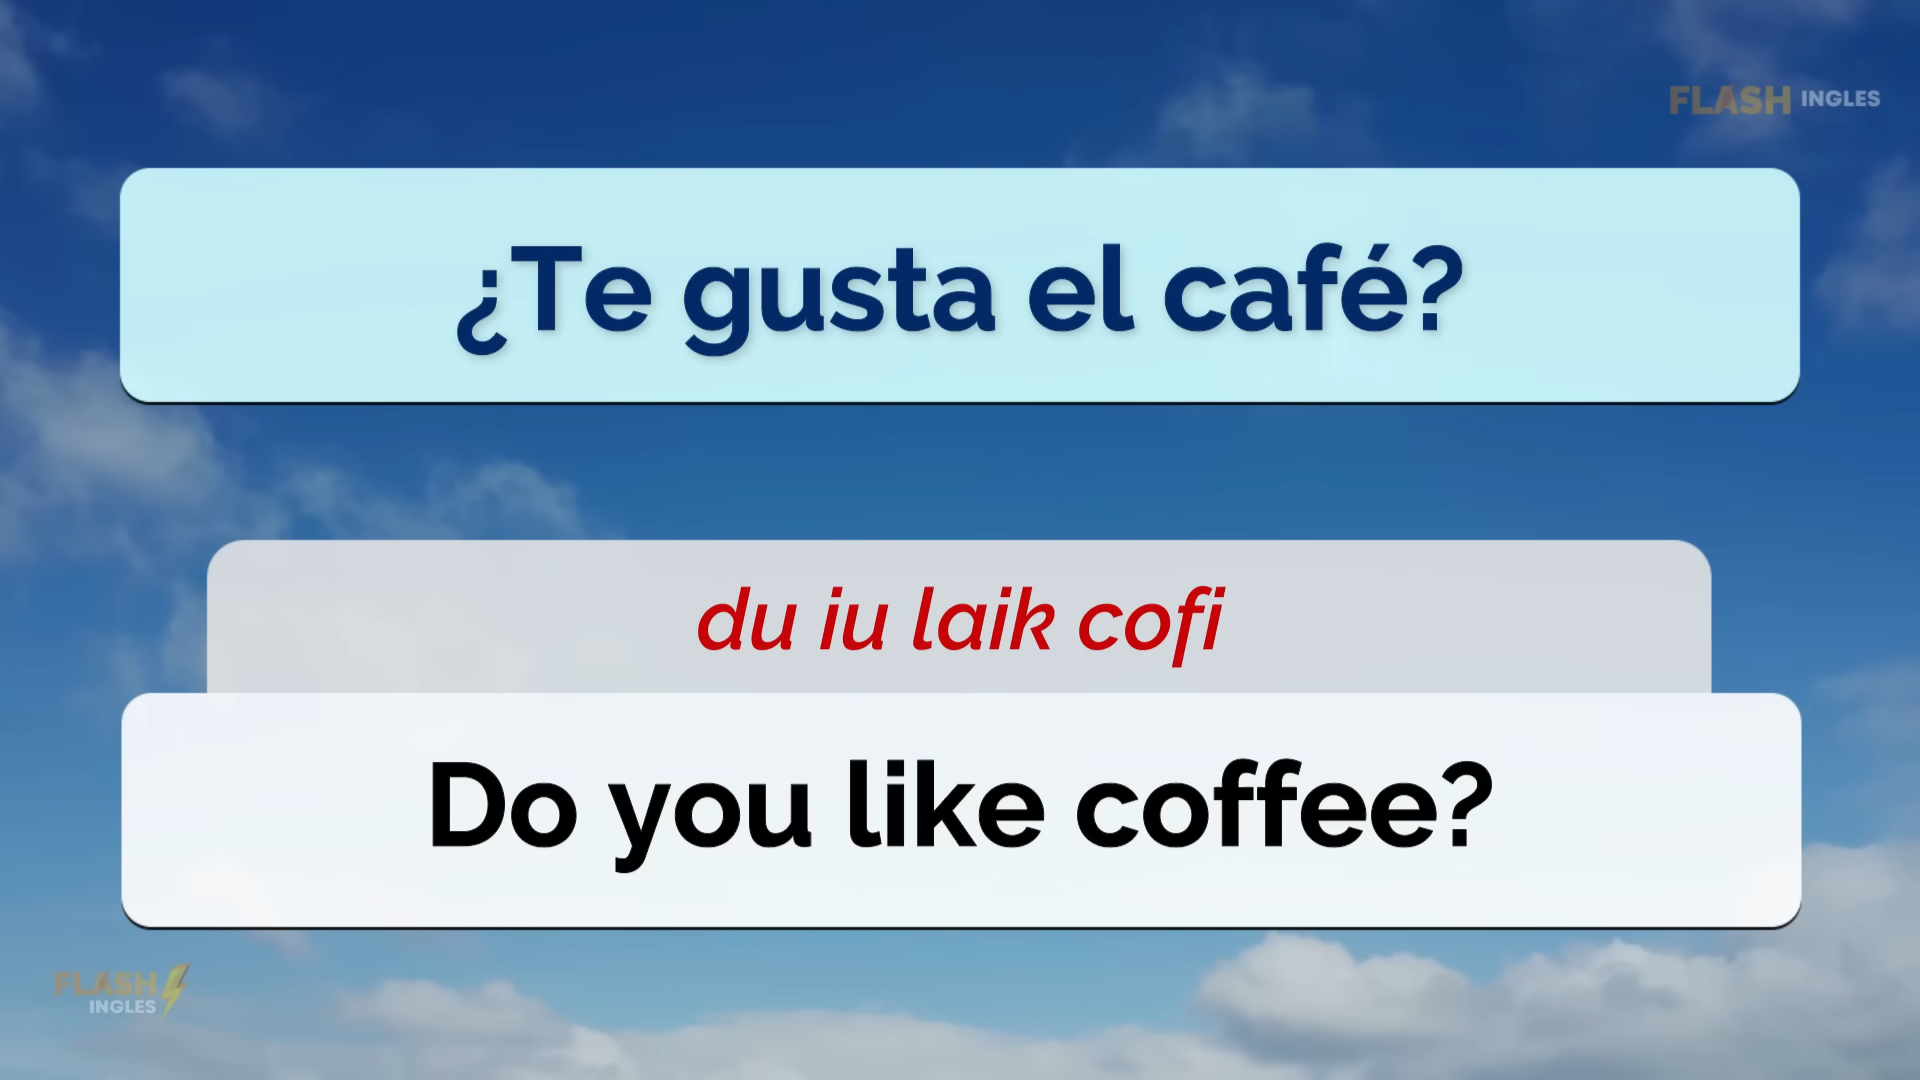 FLASH INGLES
¿Te gusta el café?
du iu laik cofi
Do you like coffee?
FLASH
INGLES